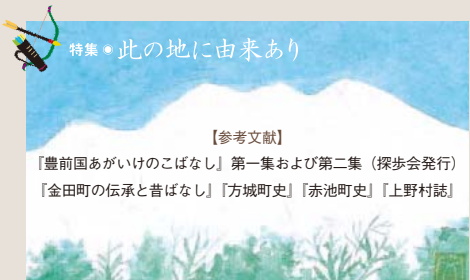 特集◉此の地に由来あり
【参考文献】
『豊前国あがいけのこばなし』第一集および第二集（探歩会発行）
『金田町の伝承と昔ばなし』『方城町史』『赤池町史』『上野村誌』